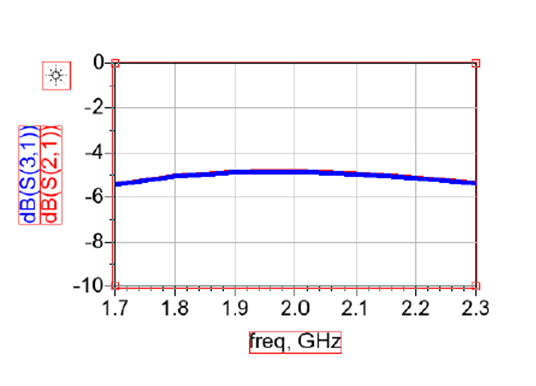 dB(S(3,1))
dB(S(2,1))
0
-2
-4
-6
-8
-10
1.7 1.8 1.9 2.0 2.1 2.2 2.3
freq, GHz